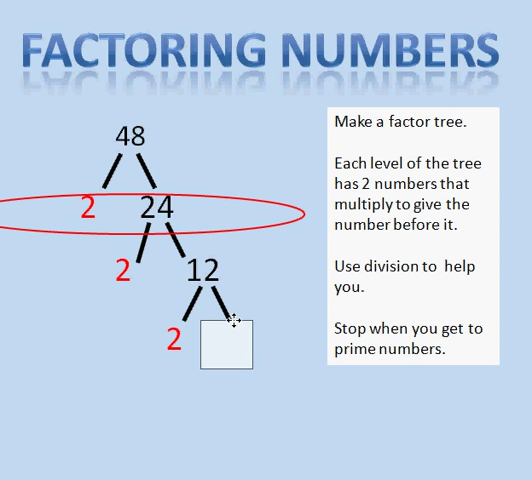 FACTORING NUMBERS
48
2 24
2 12
2
Make a factor tree.
Each level of the tree
has 2 numbers that
multiply to give the
number before it.
Use division to help
you.
Stop when you get to
prime numbers.